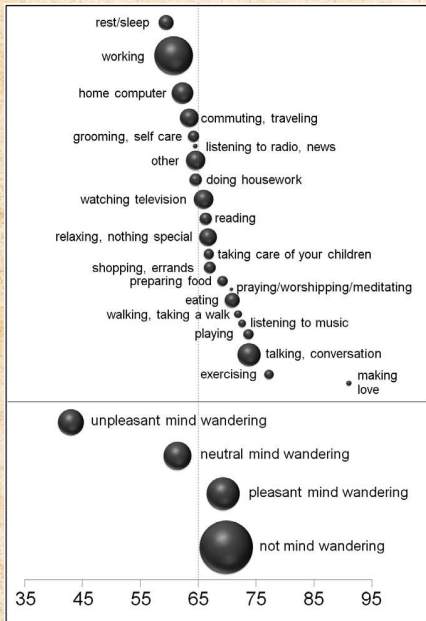 rest/sleep
working
home computer
commuting, traveling
grooming, self care
listening to radio, news
other
doing housework
watching television
reading
relaxing, nothing special
taking care of your children
shopping, errands
preparing food
praying/worshipping/meditating
eating
walking, taking a walk
listening to music
playing
talking, conversation
exercising
making
love
unpleasant mind wandering
neutral mind wandering
pleasant mind wandering
not mind wandering
35 45 55 65 75 85 95